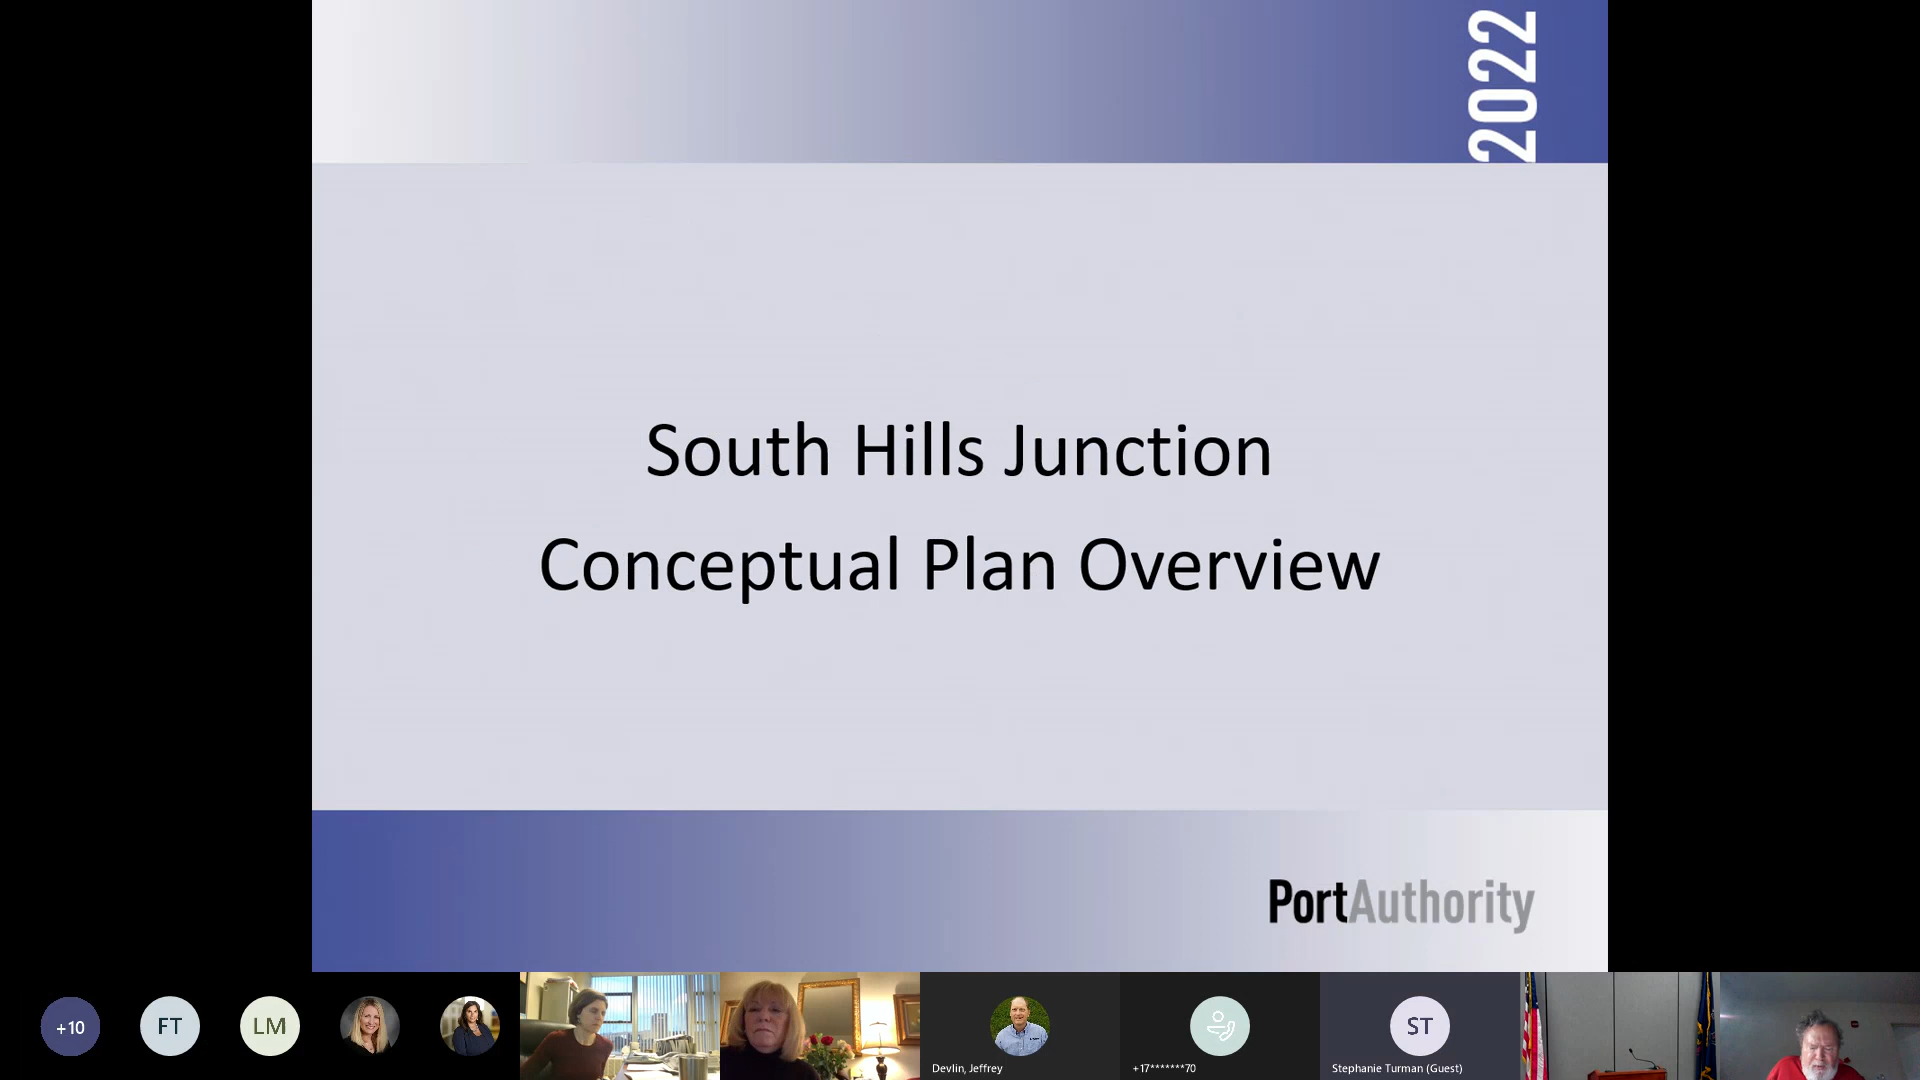 2022
South Hills Junction
Conceptual Plan Overview
PortAuthority
+10
FT
LM
Devlin, Jeffrey
+17*******70
ST
Stephanie Turman (Guest)